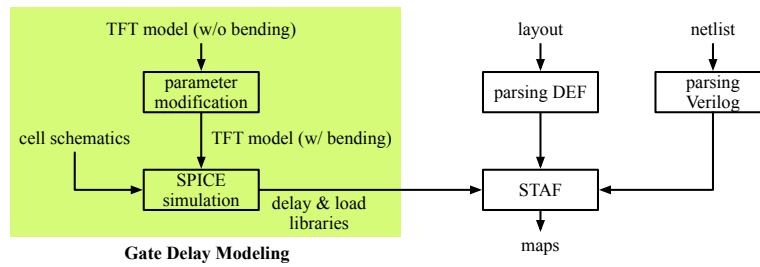 TFT model (w/o bending)
layout
netlist
parameter
modification
parsing DEF
parsing
Verilog
cell schematics
TFT model (w/ bending)
SPICE
simulation
delay & load
libraries
STAF
maps
Gate Delay Modeling